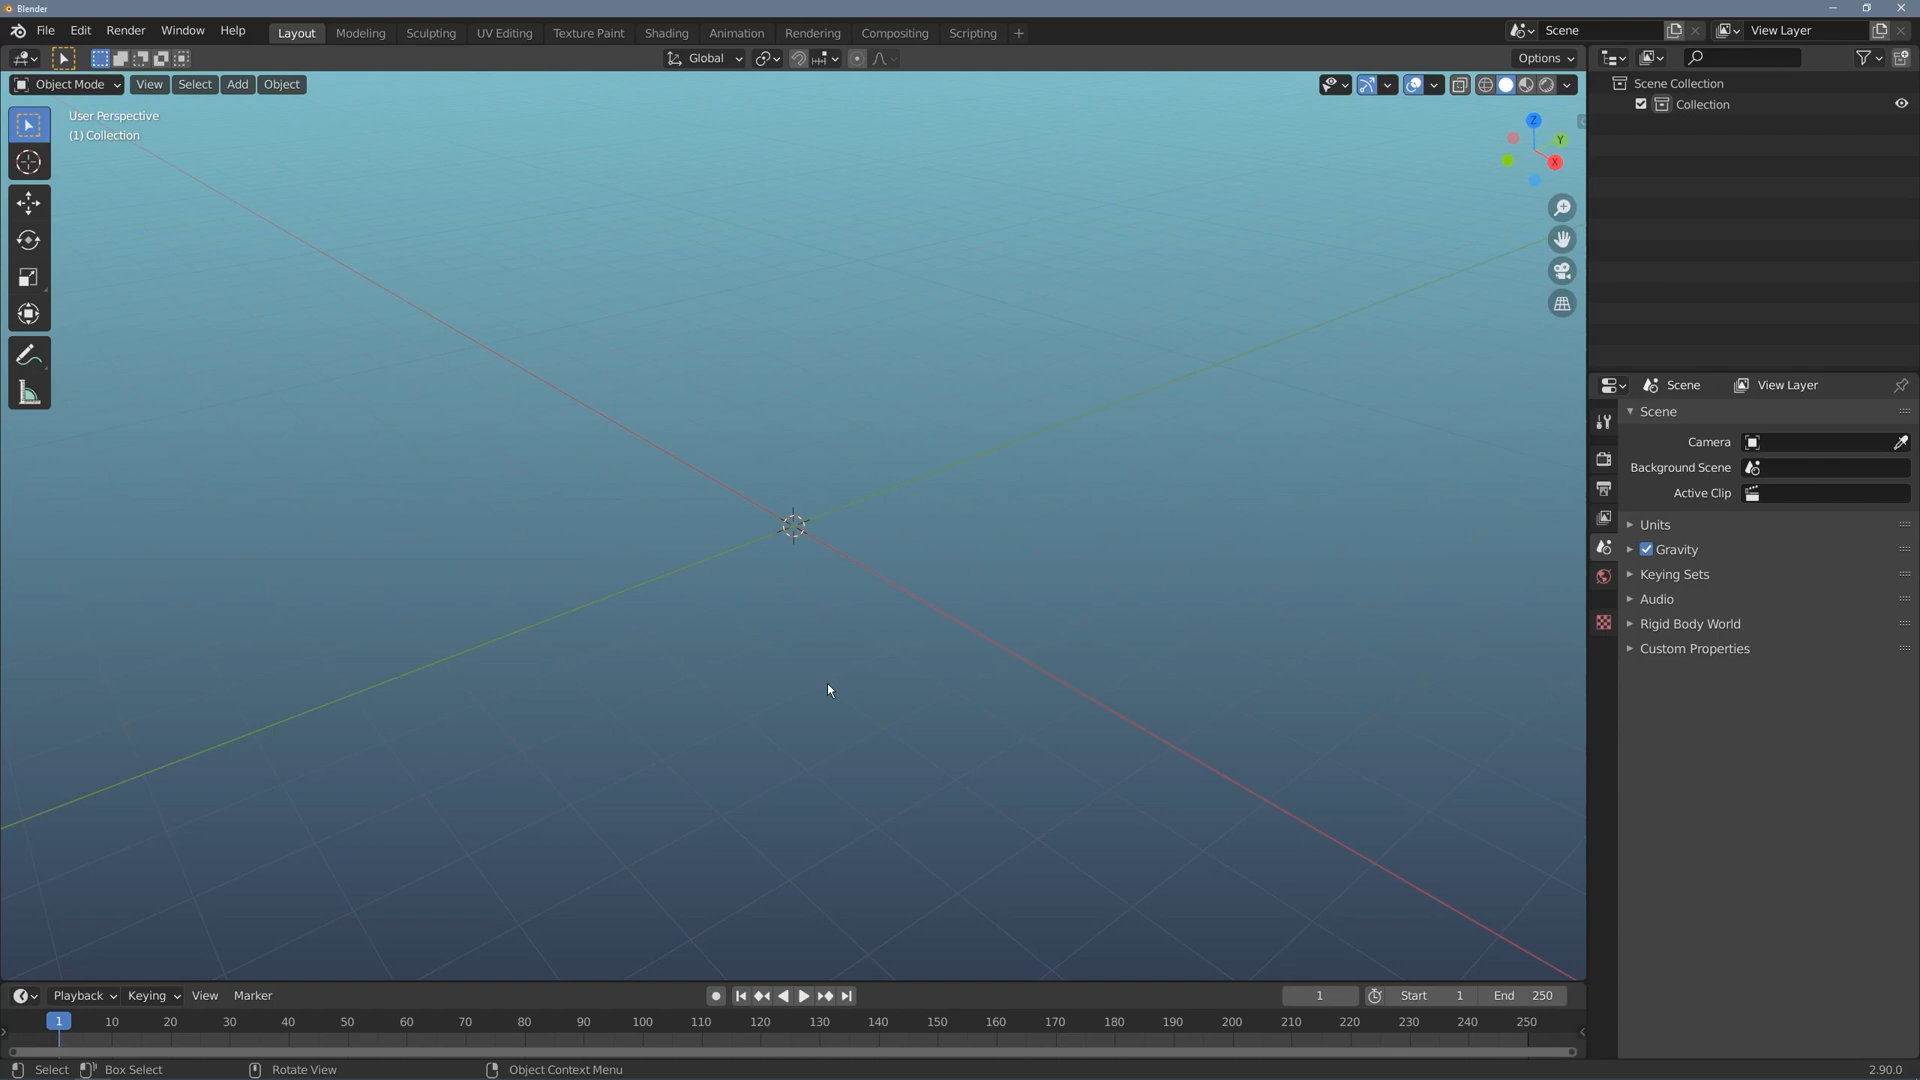 Blender
File Edit Render Window Help Layout Modeling Sculpting UV Editing Texture Paint Shading Animation Rendering Compositing Scripting + Scene View Layer
Global Options
Object Mode View Select Add Object
User Perspective
(1) Collection
Z
Y
X
Scene Collection
Collection
Scene View Layer
Scene
Camera
Background Scene
Active Clip
Units
Gravity
Keying Sets
Audio
Rigid Body World
Custom Properties
Playback Keying View Marker 1 Start 1 End 250
1 10 20 30 40 50 60 70 80 90 100 110 120 130 140 150 160 170 180 190 200 210 220 230 240 250
Select Box Select Rotate View Object Context Menu 2.90.0